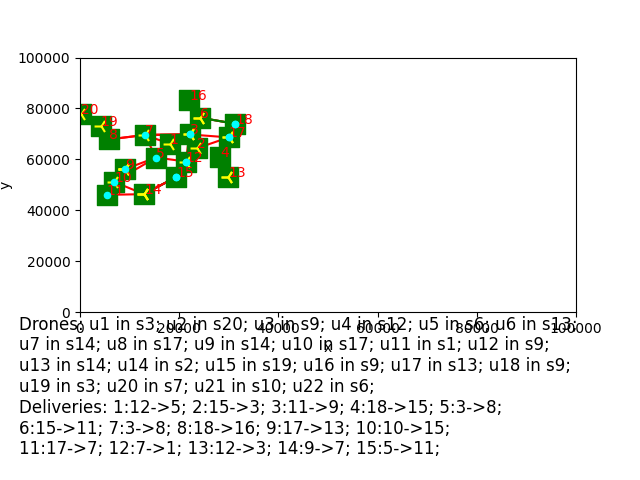 100000
80000
60000
40000
20000
0
y
0 20000 40000 60000 80000 100000
x
16
20
19
18
13
14
Drones: u1 in s3; u2 in s20; u3 in s9; u4 in s12; u5 in s6; u6 in s13;
u7 in s14; u8 in s17; u9 in s14; u10 in s17; u11 in s1; u12 in s9;
u13 in s14; u14 in s2; u15 in s19; u16 in s9; u17 in s13; u18 in s9;
u19 in s3; u20 in s7; u21 in s10; u22 in s6;
Deliveries: 1:12->5; 2:15->3; 3:11->9; 4:18->15; 5:3->8;
6:15->11; 7:3->8; 8:18->16; 9:17->13; 10:10->15;
11:17->7; 12:7->1; 13:12->3; 14:9->7; 15:5->11;